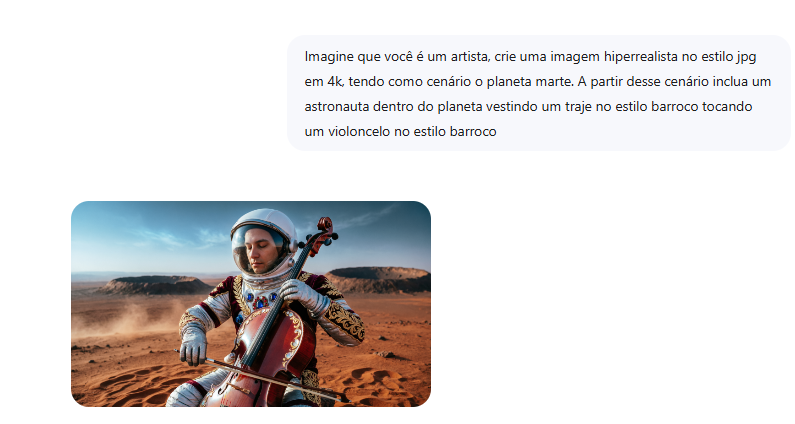 Imagine que você é um artista, crie uma imagem hiperrealista no estilo jpg
em 4k, tendo como cenário o planeta marte. A partir desse cenário inclua um
astronauta dentro do planeta vestindo um traje no estilo barroco tocando
um violoncelo no estilo barroco